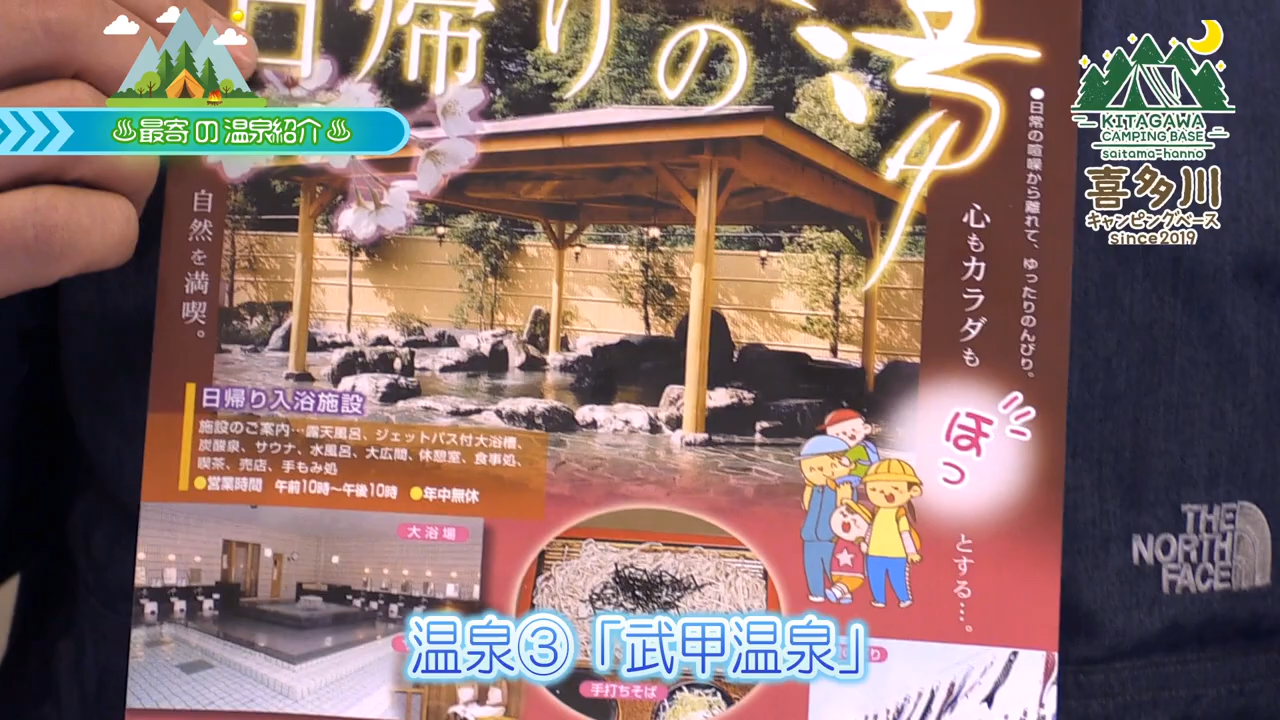 日帰りの湯
♨最寄の温泉紹介♨
KITAGAWA
CAMPING BASE
saitama-hanno
喜多川
キャンピングベース
since2019
●日常の喧噪から離れて、ゆったりのんびり。
心もカラダも
ほっ
とする…。
自然を満喫。
日帰り入浴施設
施設のご案内…露天風呂、ジェットバス付大浴槽、
炭酸泉、サウナ、水風呂、大広間、休憩室、食事処、
喫茶、売店、手もみ処
●営業時間 午前10時～午後10時 ●年中無休
大浴場
THE
NORTH
FACE
温泉③「武甲温泉」
手打ちそば